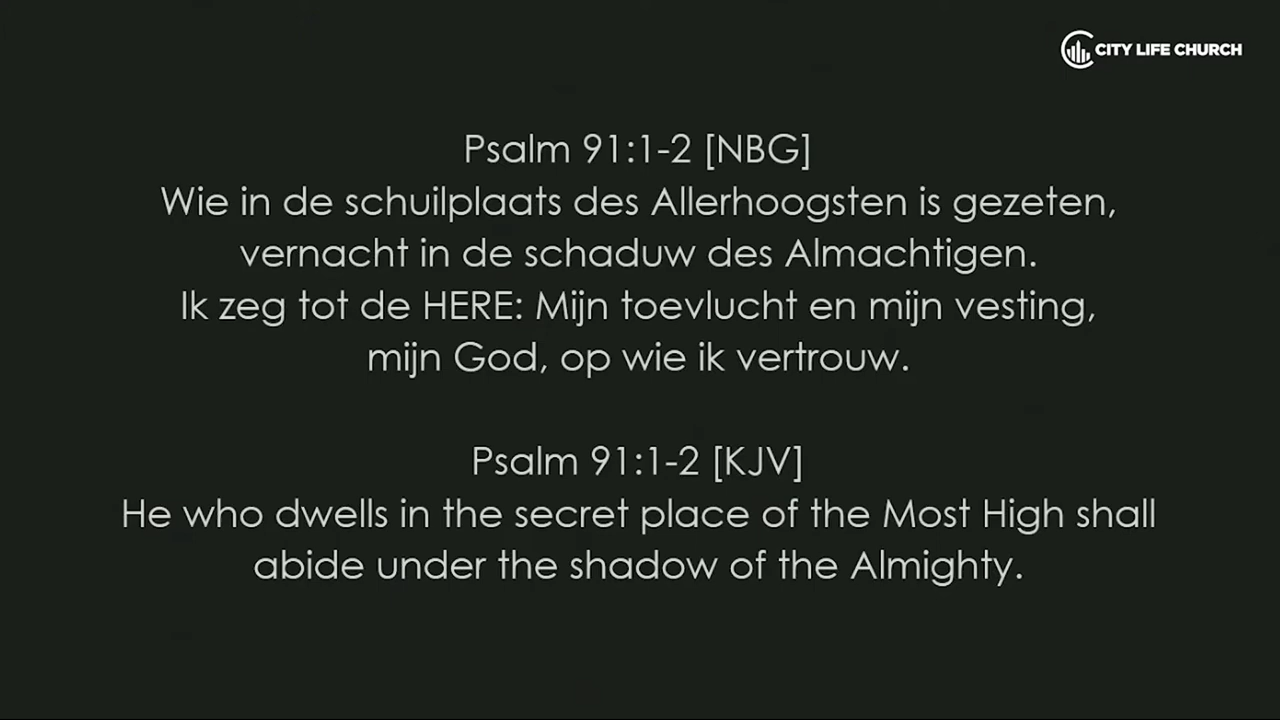 CITY LIFE CHURCH
Psalm 91:1-2 [NBG]
Wie in de schuilplaats des Allerhoogsten is gezeten,
vernacht in de schaduw des Almachtigen.
Ik zeg tot de HERE: Mijn toevlucht en mijn vesting,
mijn God, op wie ik vertrouw.
Psalm 91:1-2 [KJV]
He who dwells in the secret place of the Most High shall
abide under the shadow of the Almighty.